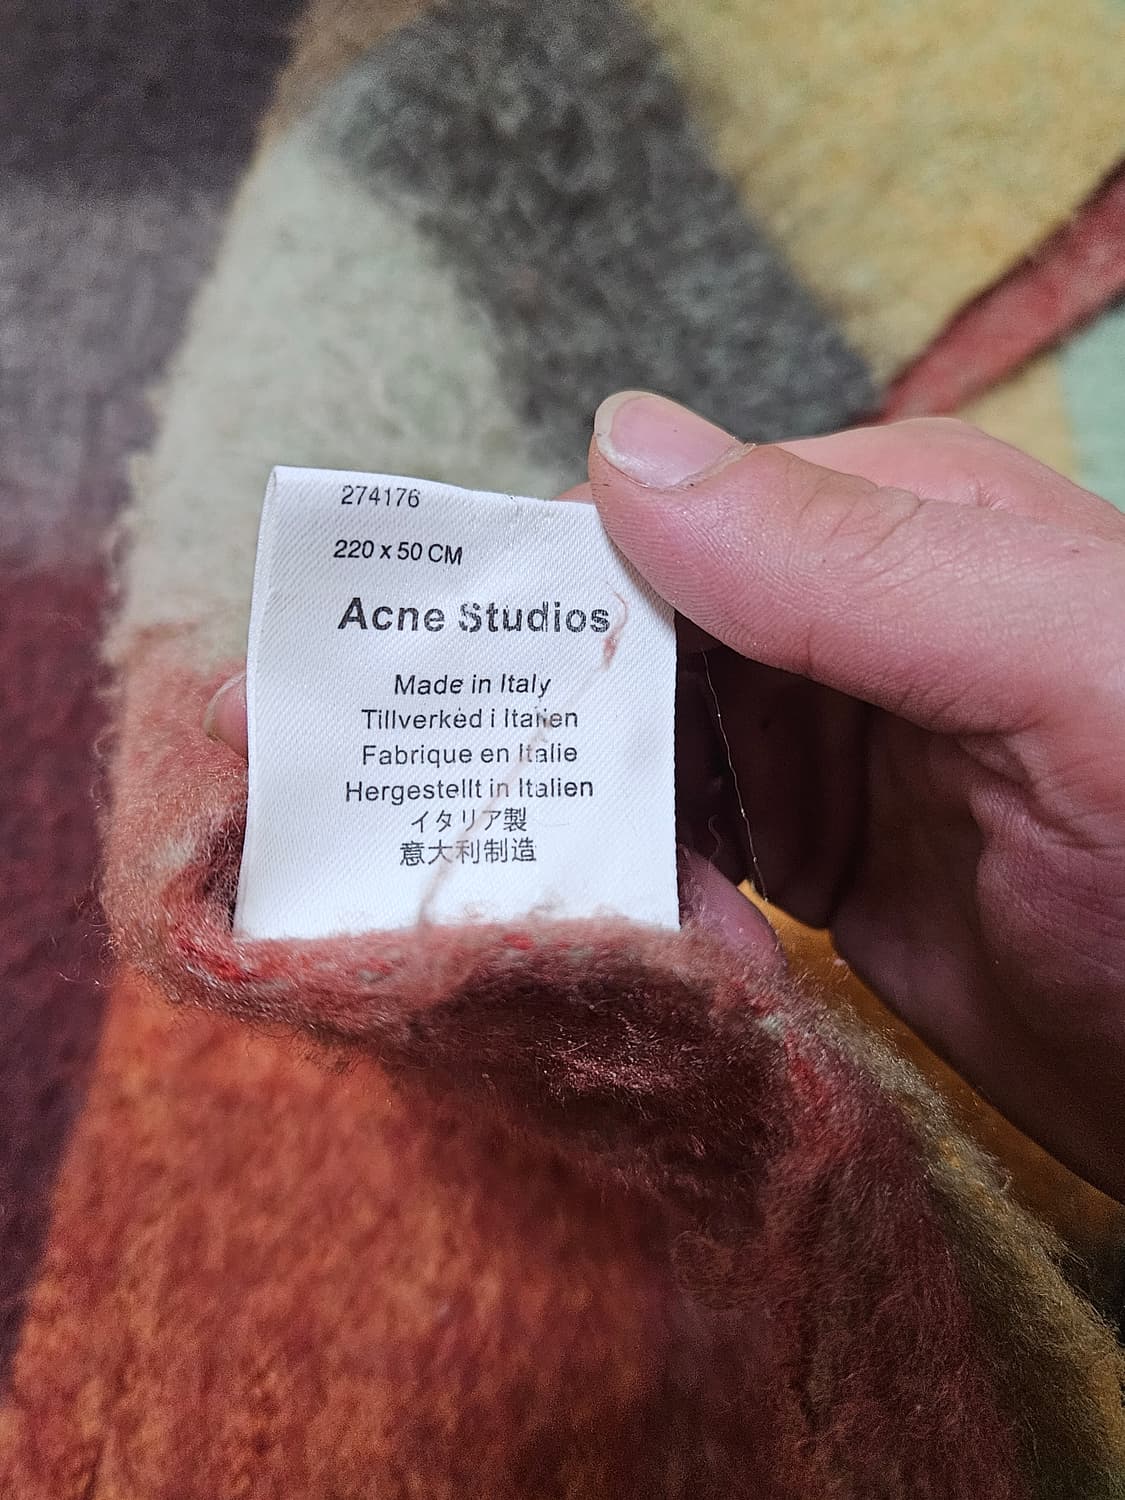 274176
220 x 50 CM
Acne Studios
Made in Italy
Tillverked i Italien
Fabrique en Italie
Hergestellt in Italien
イタリア製
意大利制造